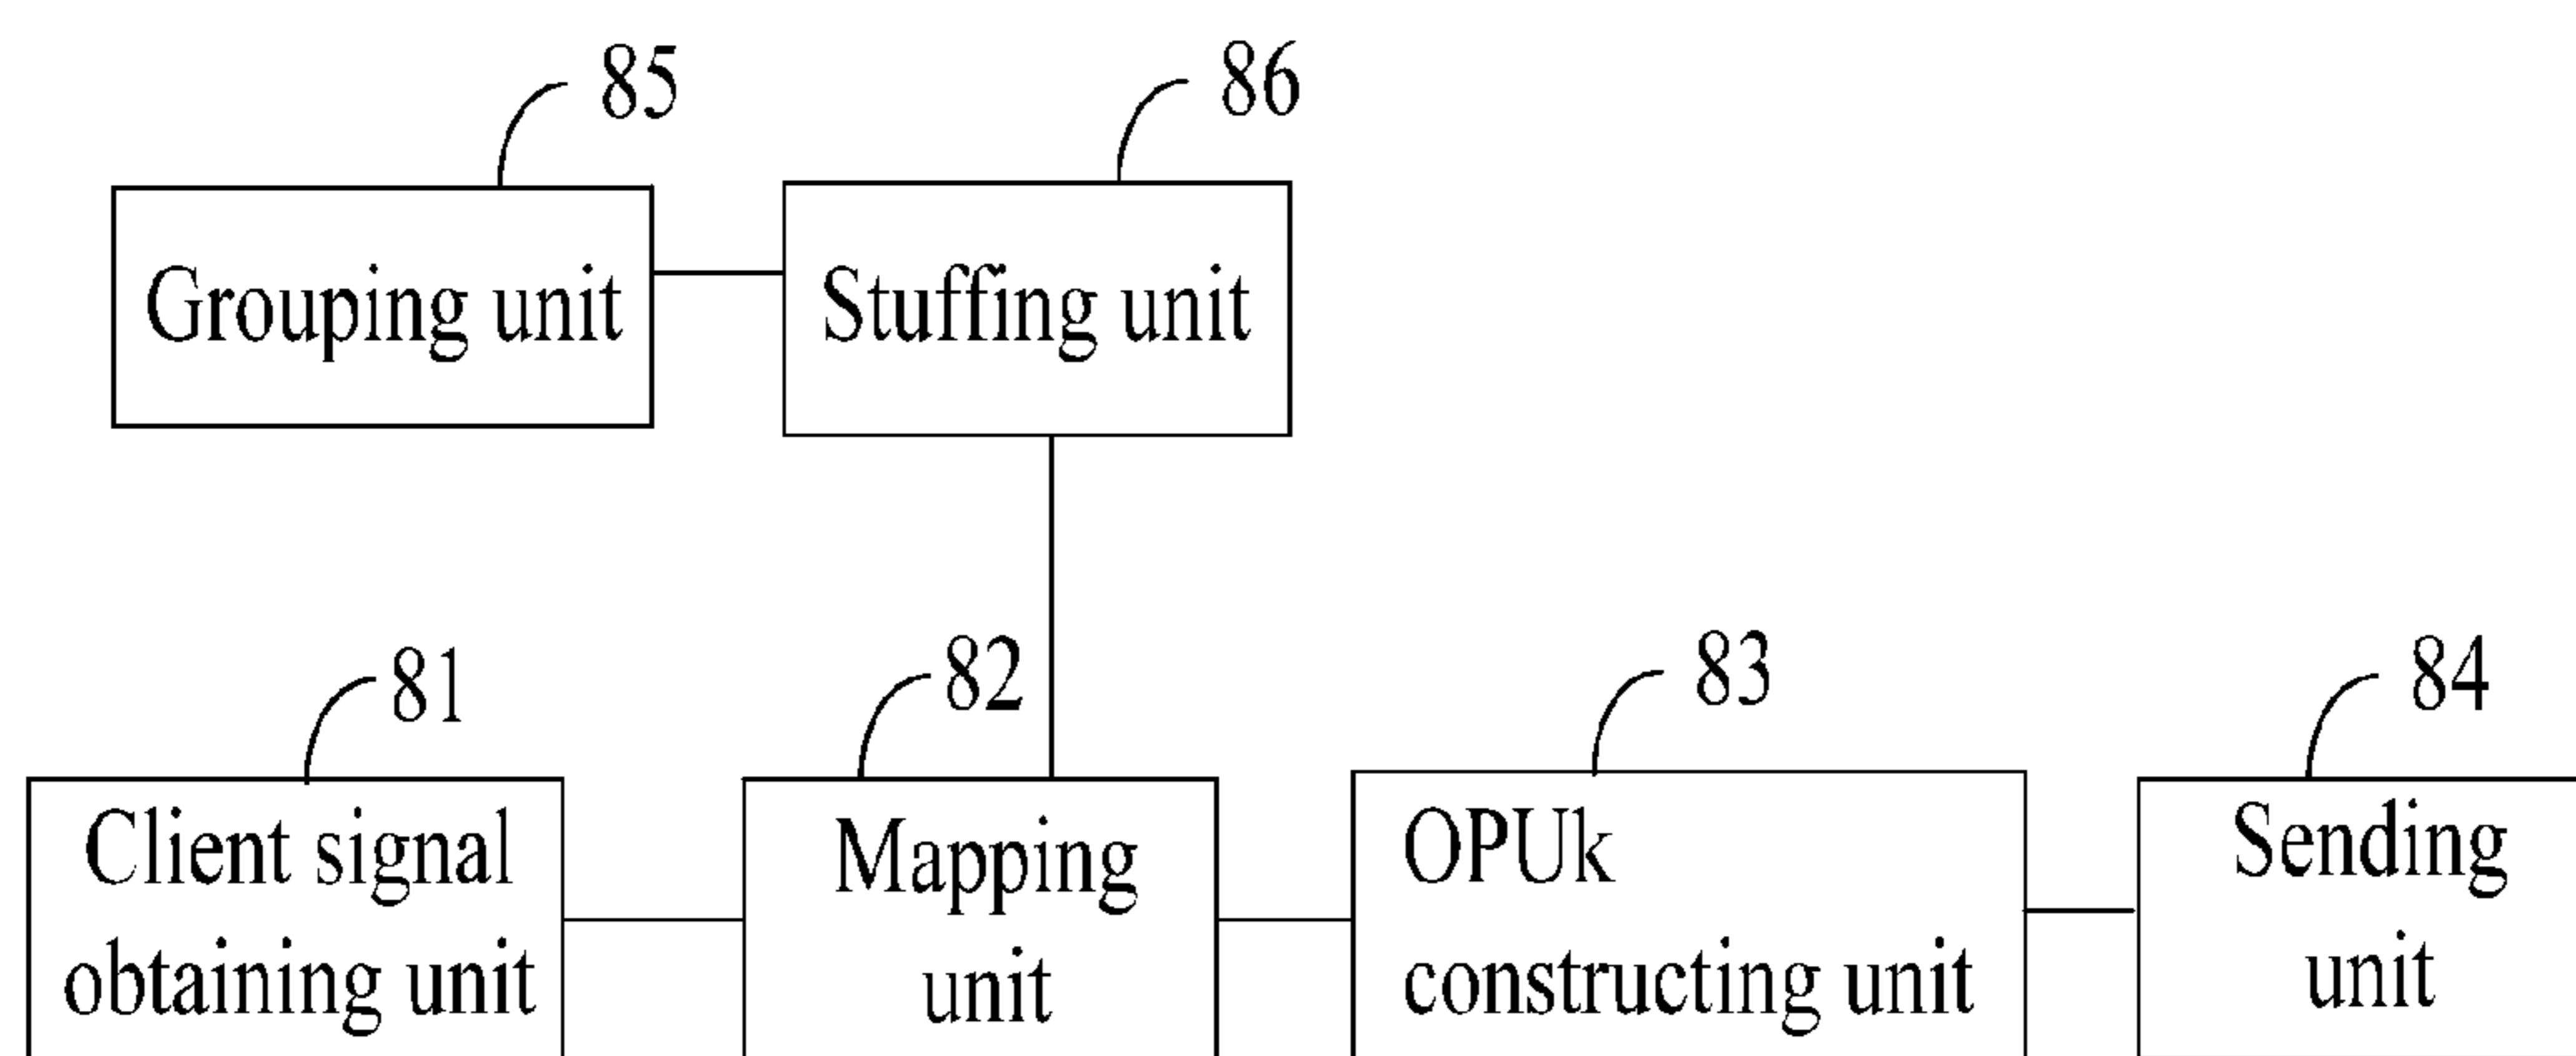 85
86
Grouping unit
Stuffing unit
81
82
83
84
Client signal
obtaining unit
Mapping
unit
OPUk
constructing unit
Sending
unit